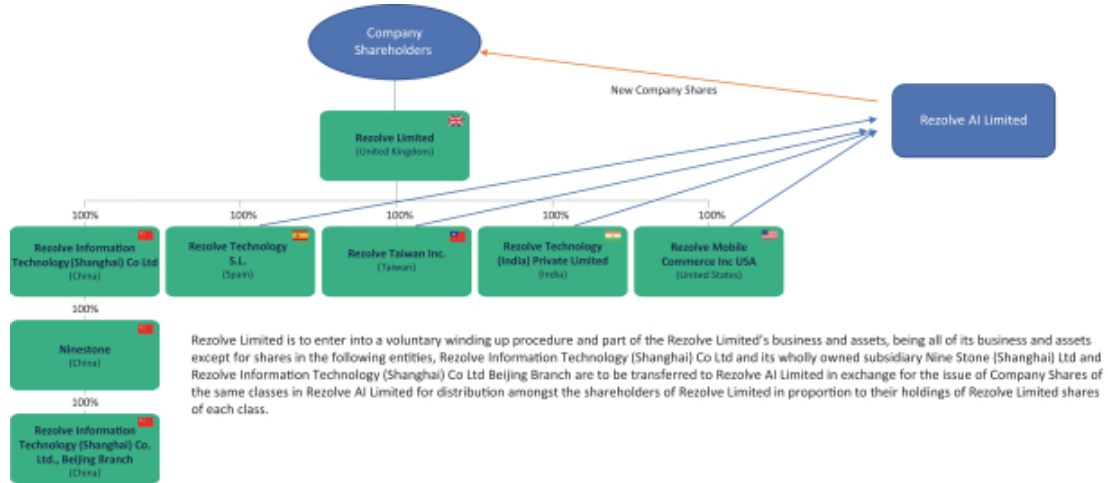 Company
Shareholders
New Company Shares
Rezolve AI Limited
Rezolve Limited
(United Kingdom)
100%
100%
100%
100%
100%
Rezolve Information
Technology(Shanghai) Co Ltd
(China)
Rezolve Technology
S.L.
(Spain)
Rezolve Taiwan Inc.
(Taiwan)
Rezolve Technology
(India) Private Limited
(India)
Rezolve Mobile
Commerce Inc USA
(United States)
100%
Ninestone
(China)
100%
Rezolve Information
Technology (Shanghai) Co.
Ltd., Beijing Branch
(China)
Rezolve Limited is to enter into a voluntary winding up procedure and part of the Rezolve Limited's business and assets, being all of its business and assets
except for shares in the following entities, Rezolve Information Technology (Shanghai) Co Ltd and its wholly owned subsidiary Nine Stone (Shanghai) Ltd and
Rezolve Information Technology (Shanghai) Co Ltd Beijing Branch are to be transferred to Rezolve AI Limited in exchange for the issue of Company Shares of
the same classes in Rezolve AI Limited for distribution amongst the shareholders of Rezolve Limited in proportion to their holdings of Rezolve Limited shares
of each class.